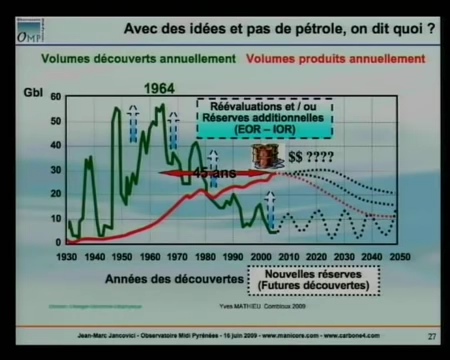 OMP
Avec des idées et pas de pétrole, on dit quoi ?
Volumes découverts annuellement Volumes produits annuellement
1964
Gbl
60
50
40
30
20
10
0
Réévaluations et / ou
Réserves additionnelles
(EOR – IOR)
$$ ????
45 ans
1930 1940 1950 1960 1970 1980 1990 2000 2010 2020 2030 2040 2050
Années des découvertes
Nouvelles réserves
(Futures découvertes)
Yves MATHIEU Combloux 2009
Jean-Marc Jancovici - Observatoire Midi Pyrénées - 16 juin 2009 - www.manicore.com - www.carbone4.com
27